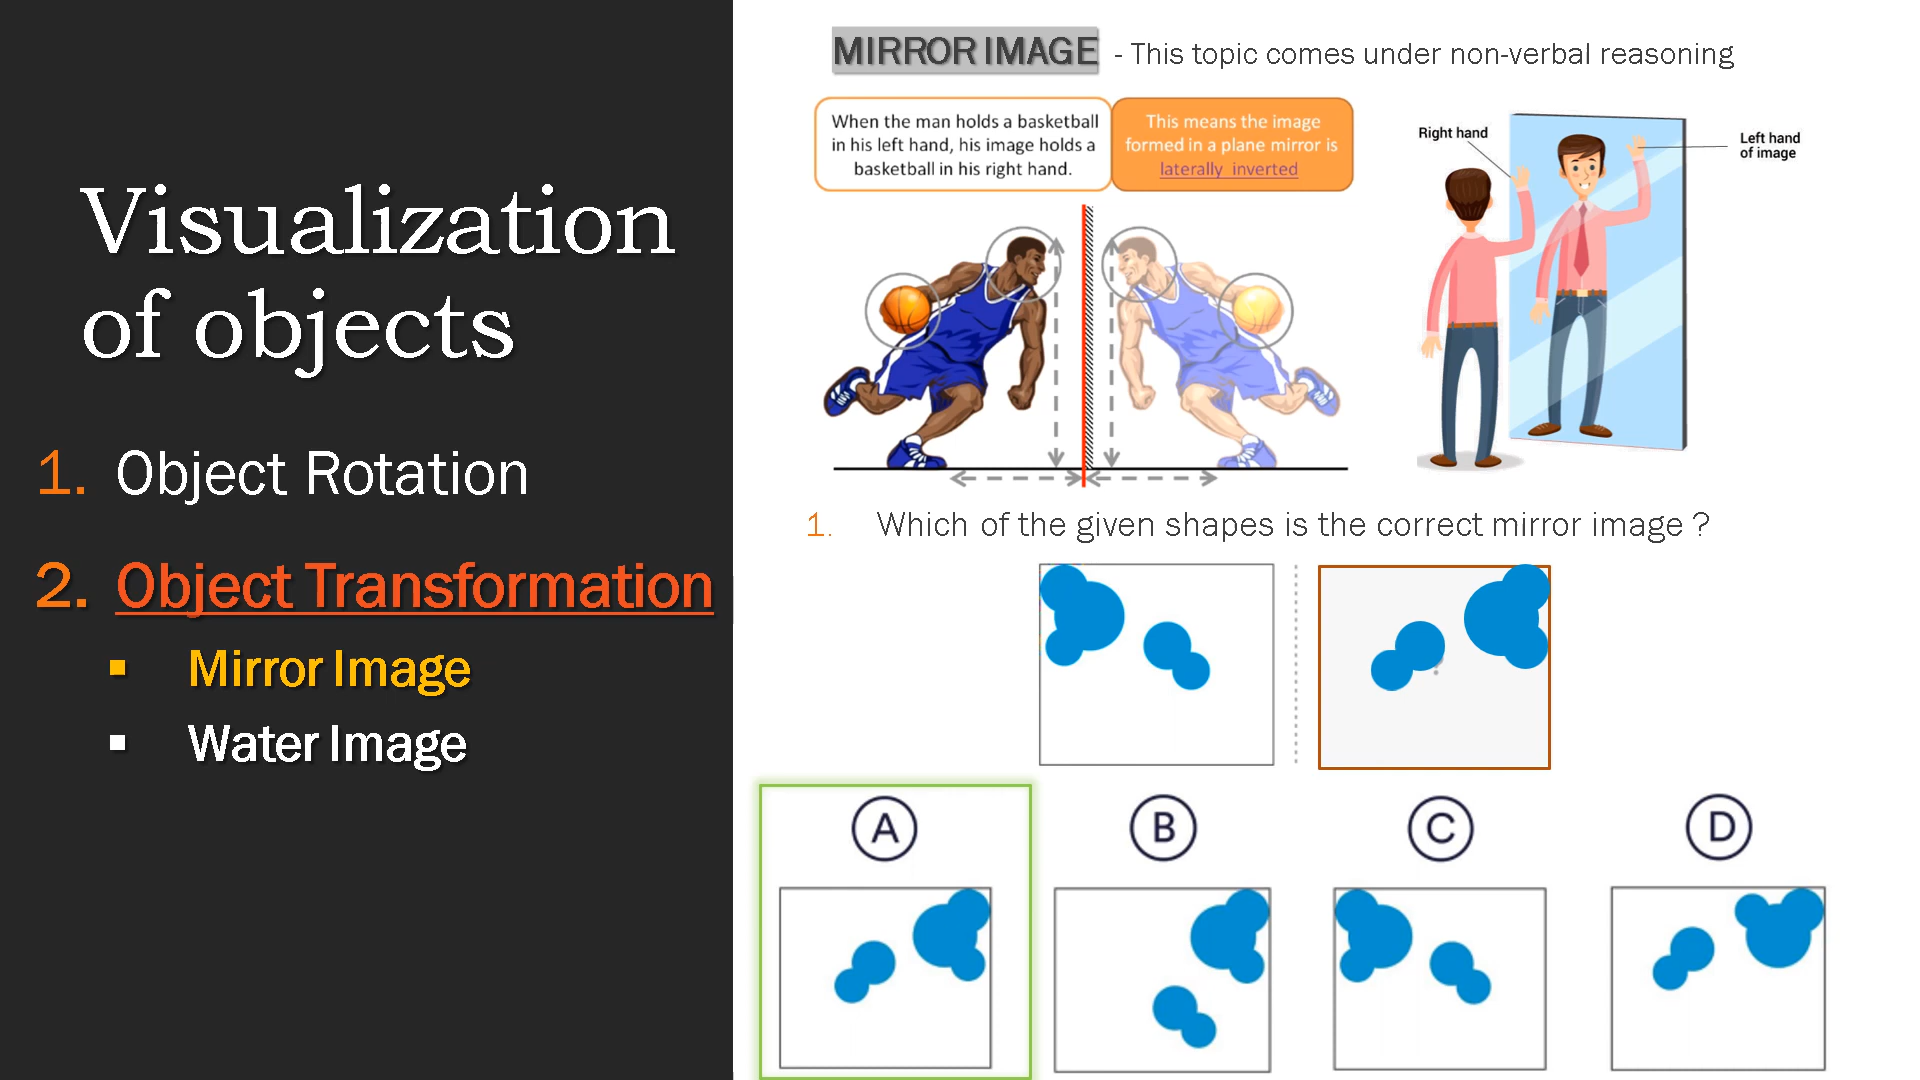 Visualization
of objects
1. Object Rotation
2. Object Transformation
▪ Mirror Image
▪ Water Image
MIRROR IMAGE - This topic comes under non-verbal reasoning
When the man holds a basketball
in his left hand, his image holds a
basketball in his right hand.
This means the image
formed in a plane mirror is
laterally inverted
Right hand
Left hand
of image
1. Which of the given shapes is the correct mirror image ?
A
B
C
D